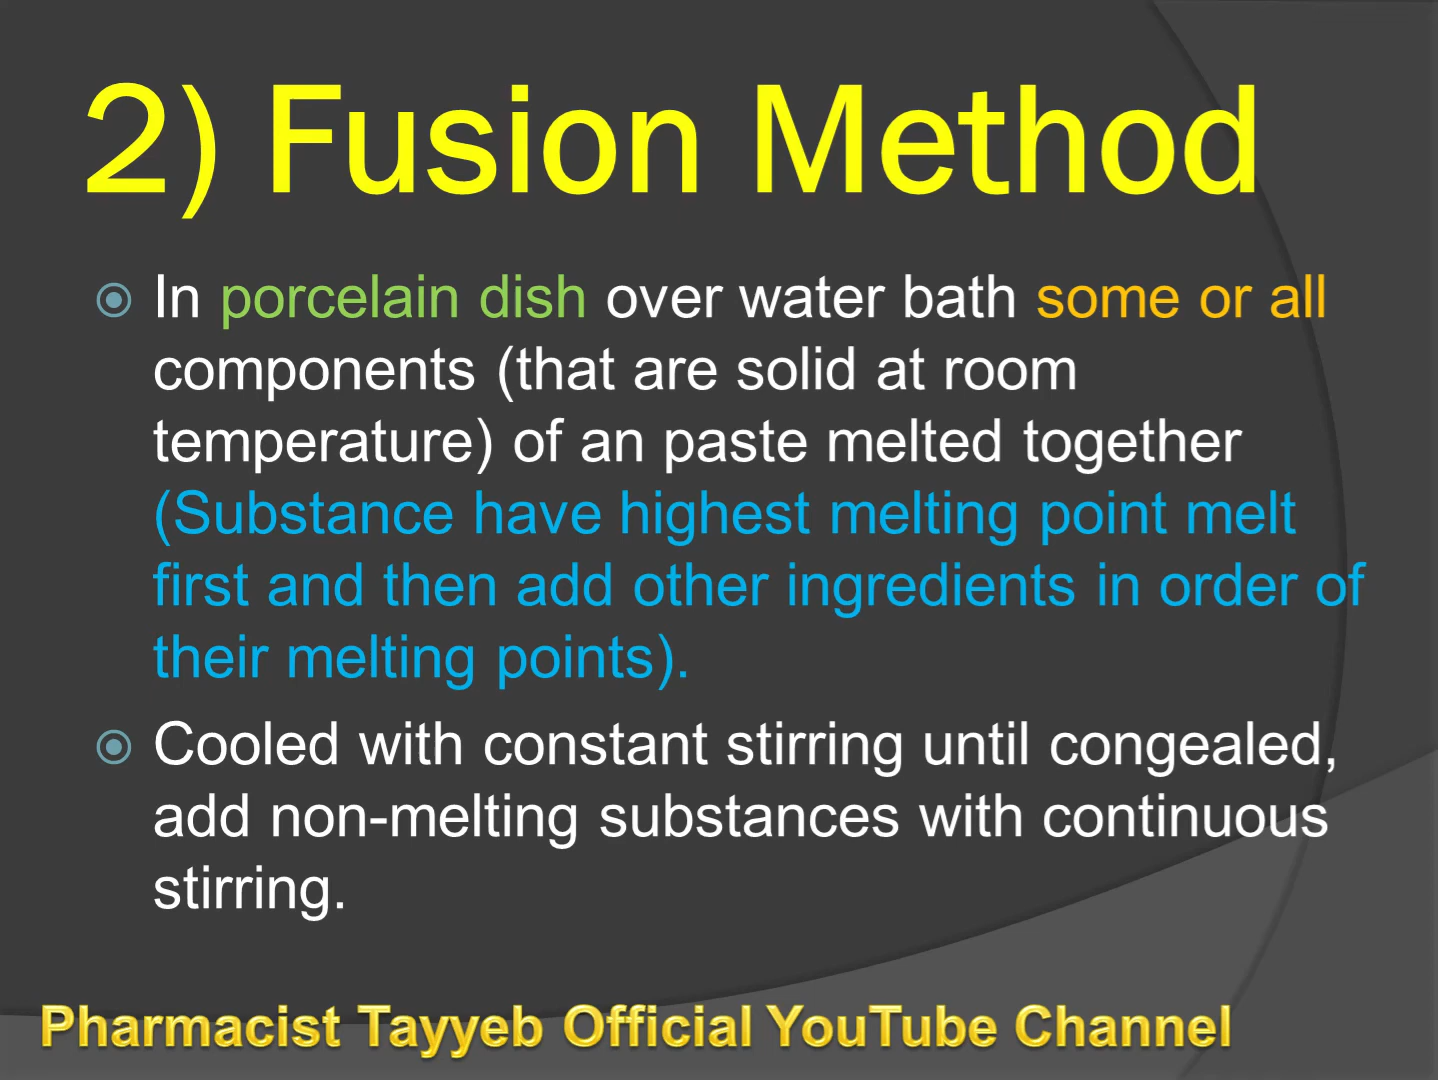 2) Fusion Method
In porcelain dish over water bath some or all
components (that are solid at room
temperature) of an paste melted together
(Substance have highest melting point melt
first and then add other ingredients in order of
their melting points).
Cooled with constant stirring until congealed,
add non-melting substances with continuous
stirring.
Pharmacist Tayyeb Official YouTube Channel